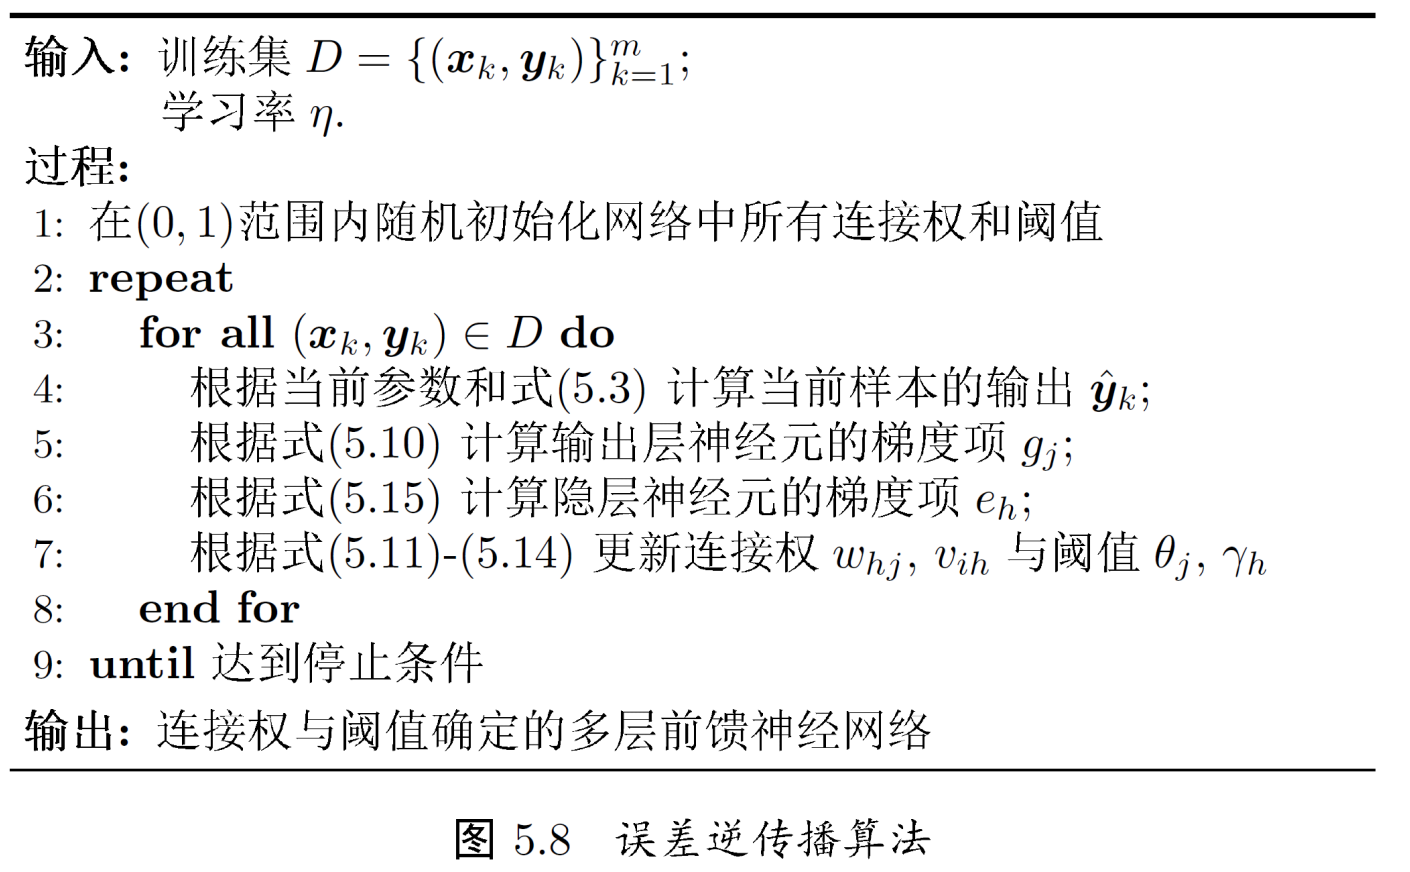 输入: 训练集 $D = \{(\boldsymbol{x}_k, \boldsymbol{y}_k)\}_{k=1}^{m}$;
学习率 $\eta$.
过程:
1: 在(0, 1)范围内随机初始化网络中所有连接权和阈值
2: repeat
3: for all $(\boldsymbol{x}_k, \boldsymbol{y}_k) \in D$ do
4: 根据当前参数和式(5.3) 计算当前样本的输出 $\hat{\boldsymbol{y}}_k$;
5: 根据式(5.10) 计算输出层神经元的梯度项 $g_j$;
6: 根据式(5.15) 计算隐层神经元的梯度项 $e_h$;
7: 根据式(5.11)-(5.14) 更新连接权 $w_{hj}$, $v_{ih}$ 与阈值 $\theta_j$, $\gamma_h$
8: end for
9: until 达到停止条件
输出: 连接权与阈值确定的多层前馈神经网络
图 5.8 误差逆传播算法